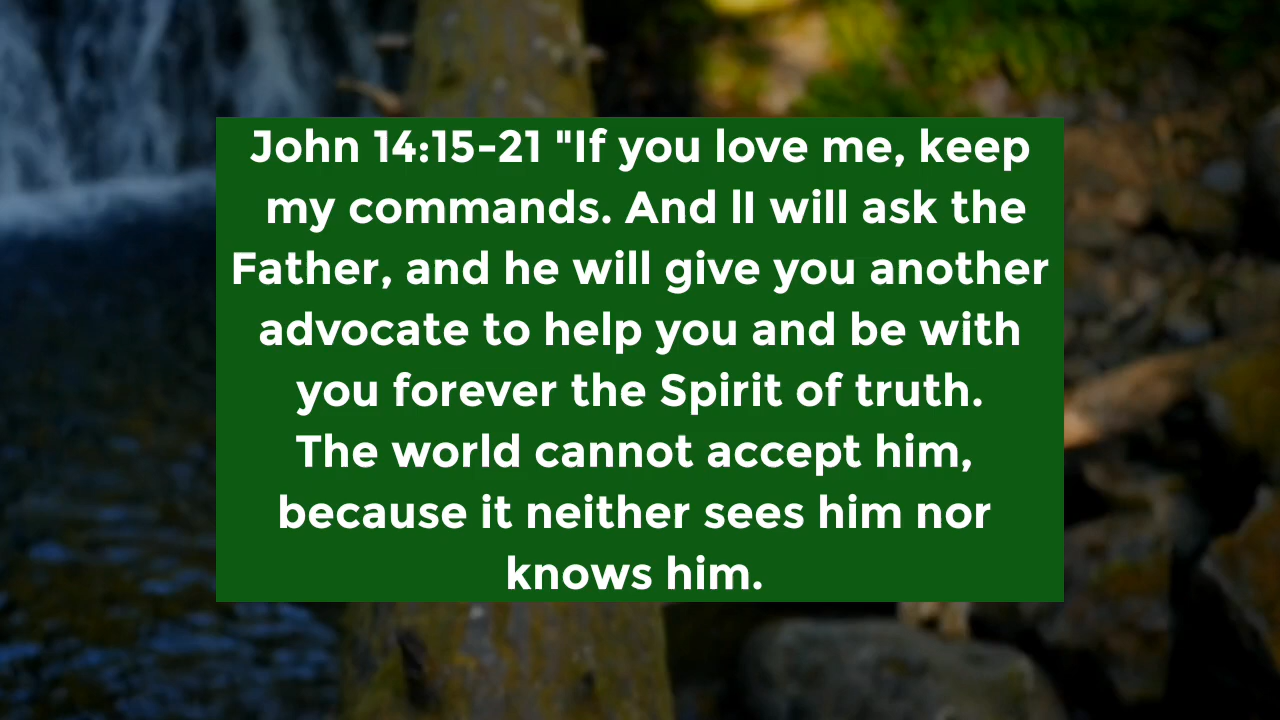 John 14:15-21 "If you love me, keep
my commands. And lI will ask the
Father, and he will give you another
advocate to help you and be with
you forever the Spirit of truth.
The world cannot accept him,
because it neither sees him nor
knows him.